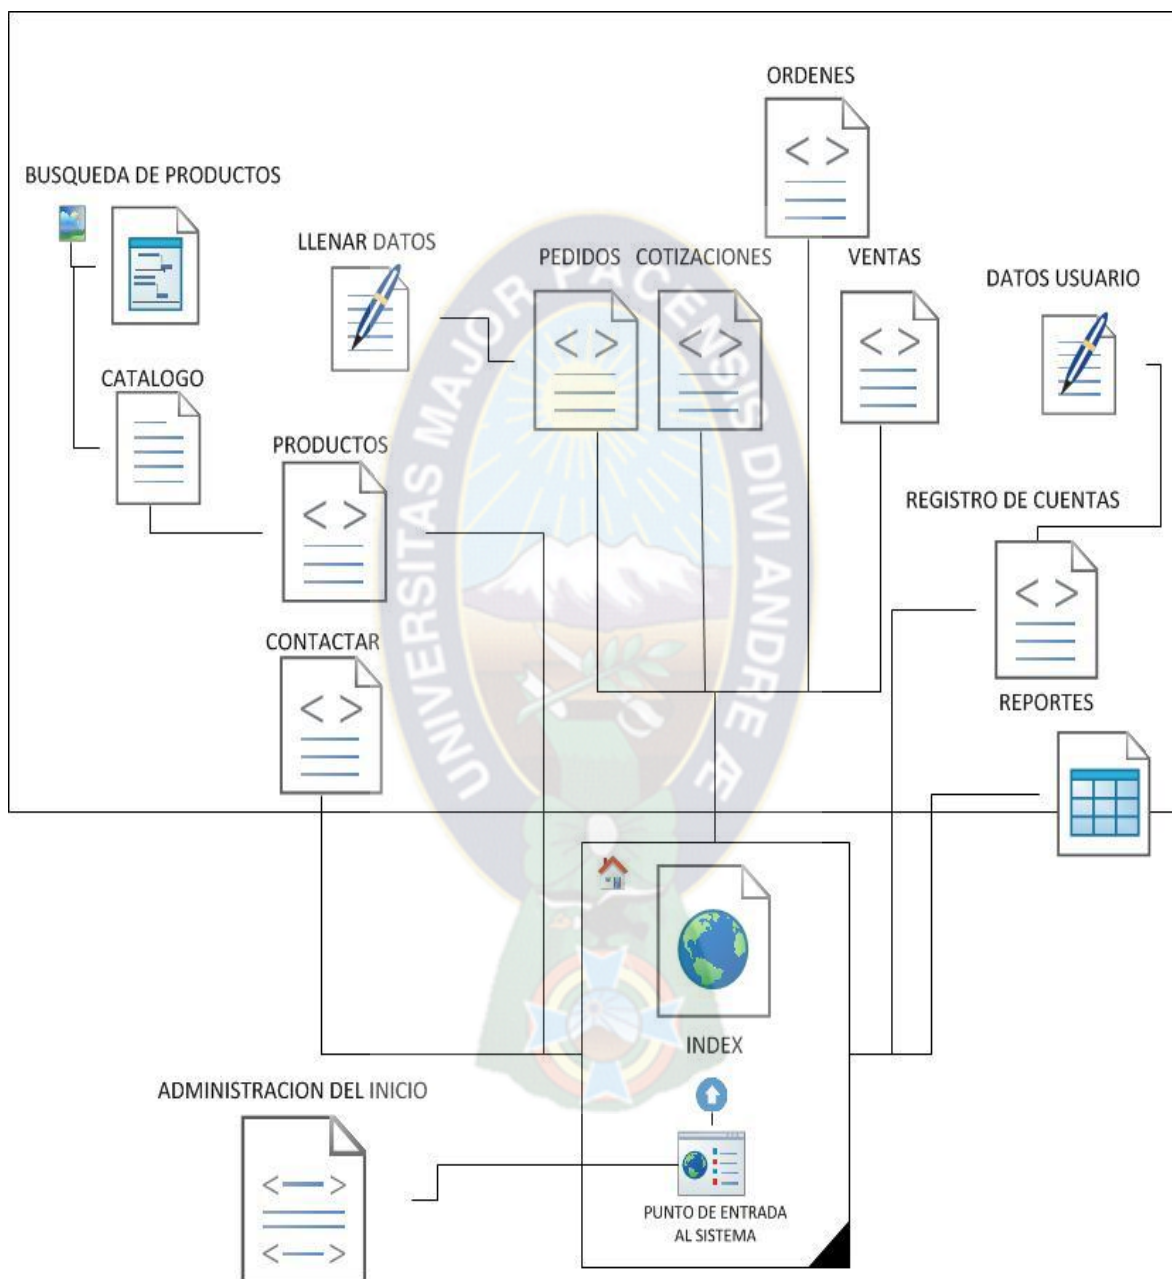 ORDENES
BUSQUEDA DE PRODUCTOS
LLENAR DATOS
PEDIDOS
COTIZACIONES
VENTAS
DATOS USUARIO
CATALOGO
PRODUCTOS
REGISTRO DE CUENTAS
CONTACTAR
REPORTES
UNIVERSITAS MAJOR PACENSIS DIVI ANDRE Æ
INDEX
ADMINISTRACION DEL INICIO
PUNTO DE ENTRADA
AL SISTEMA